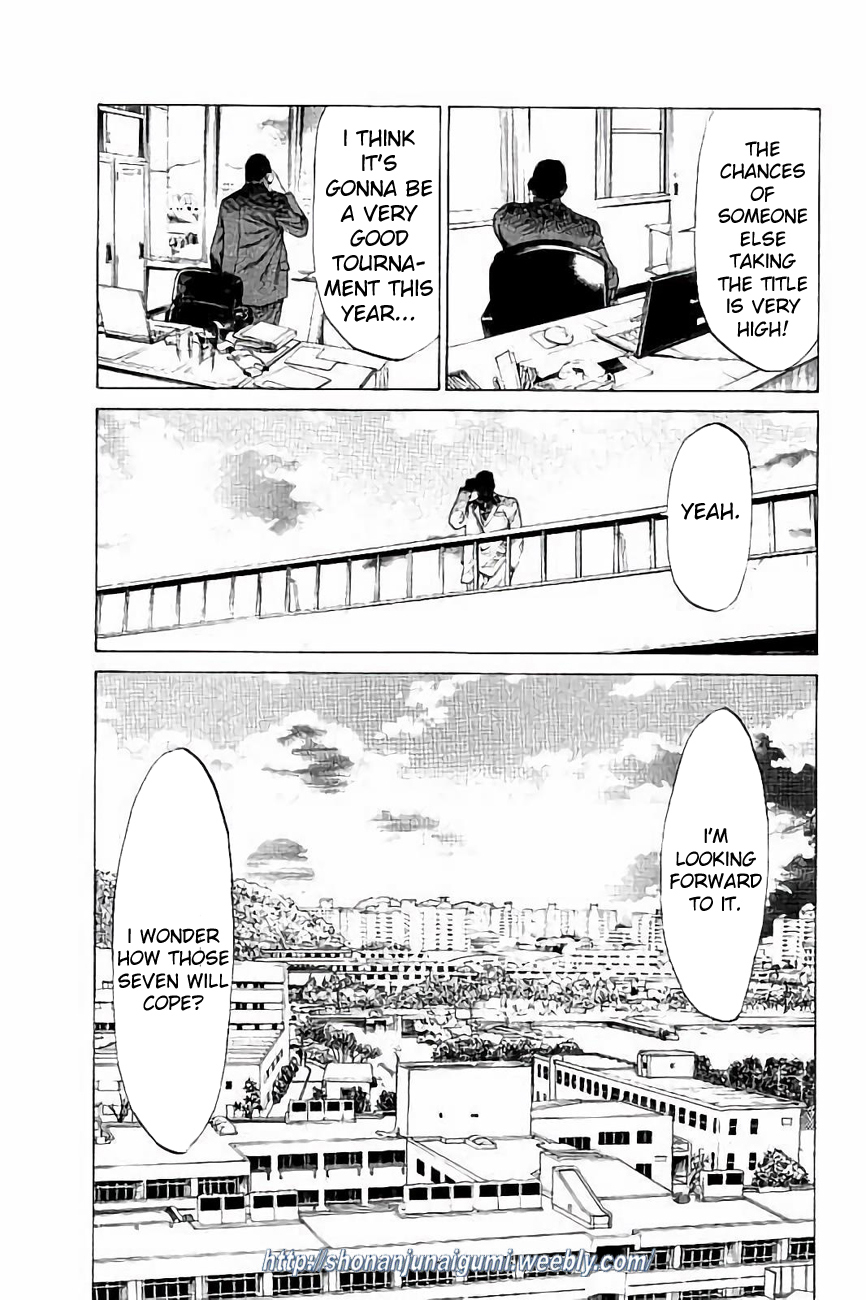 THE
CHANCES
OF
SOMEONE
ELSE
TAKING
THE TITLE
IS VERY
HIGH!
I THINK
IT'S
GONNA BE
A VERY
GOOD
TOURNA-
MENT THIS
YEAR...
YEAH.
I'M
LOOKING
FORWARD
TO IT.
I WONDER
HOW THOSE
SEVEN WILL
COPE?
http://shonanjunaigumi.weebly.com/